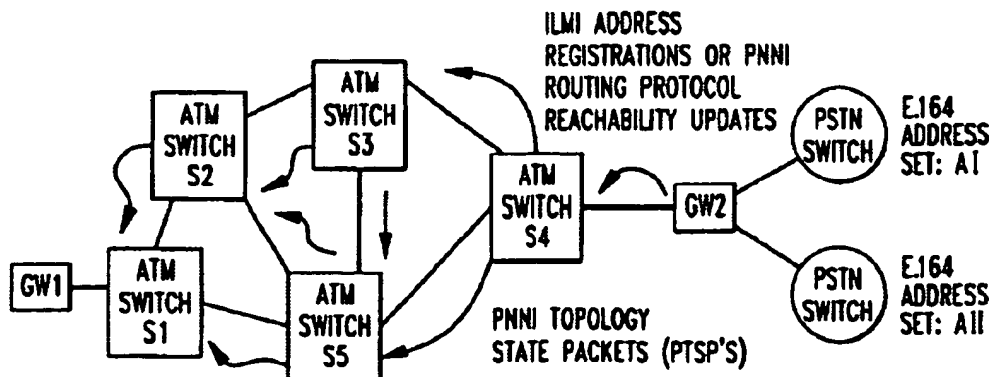 ILMI ADDRESS
REGISTRATIONS OR PNNI
ROUTING PROTOCOL
REACHABILITY UPDATES
ATM
SWITCH
S3
ATM
SWITCH
S2
PSTN
SWITCH
E.164
ADDRESS
SET: AI
ATM
SWITCH
S4
GW2
GW1
ATM
SWITCH
S1
ATM
SWITCH
S5
PNNI TOPOLOGY
STATE PACKETS (PTSP'S)
PSTN
SWITCH
E.164
ADDRESS
SET: AII